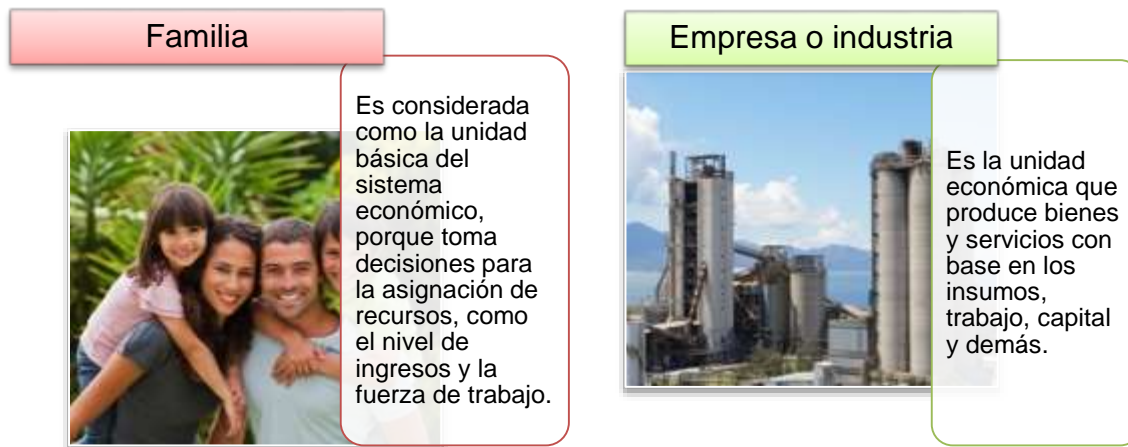 Familia
Es considerada
como la unidad
básica del
sistema
económico,
porque toma
decisiones para
la asignación de
recursos, como
el nivel de
ingresos y la
fuerza de trabajo.
Empresa o industria
Es la unidad
económica que
produce bienes
y servicios con
base en los
insumos,
trabajo, capital
y demás.